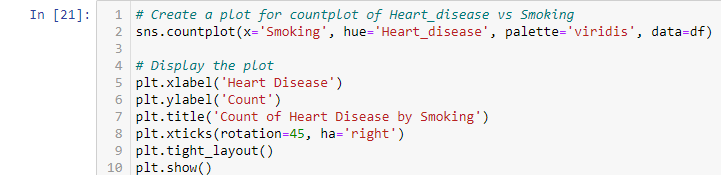 In [21]:
1 # Create a plot for countplot of Heart_disease vs Smoking
2 sns.countplot(x='Smoking', hue='Heart_disease', palette='viridis', data=df)
3
4 # Display the plot
5 plt.xlabel('Heart Disease')
6 plt.ylabel('Count')
7 plt.title('Count of Heart Disease by Smoking')
8 plt.xticks(rotation=45, ha='right')
9 plt.tight_layout()
10 plt.show()